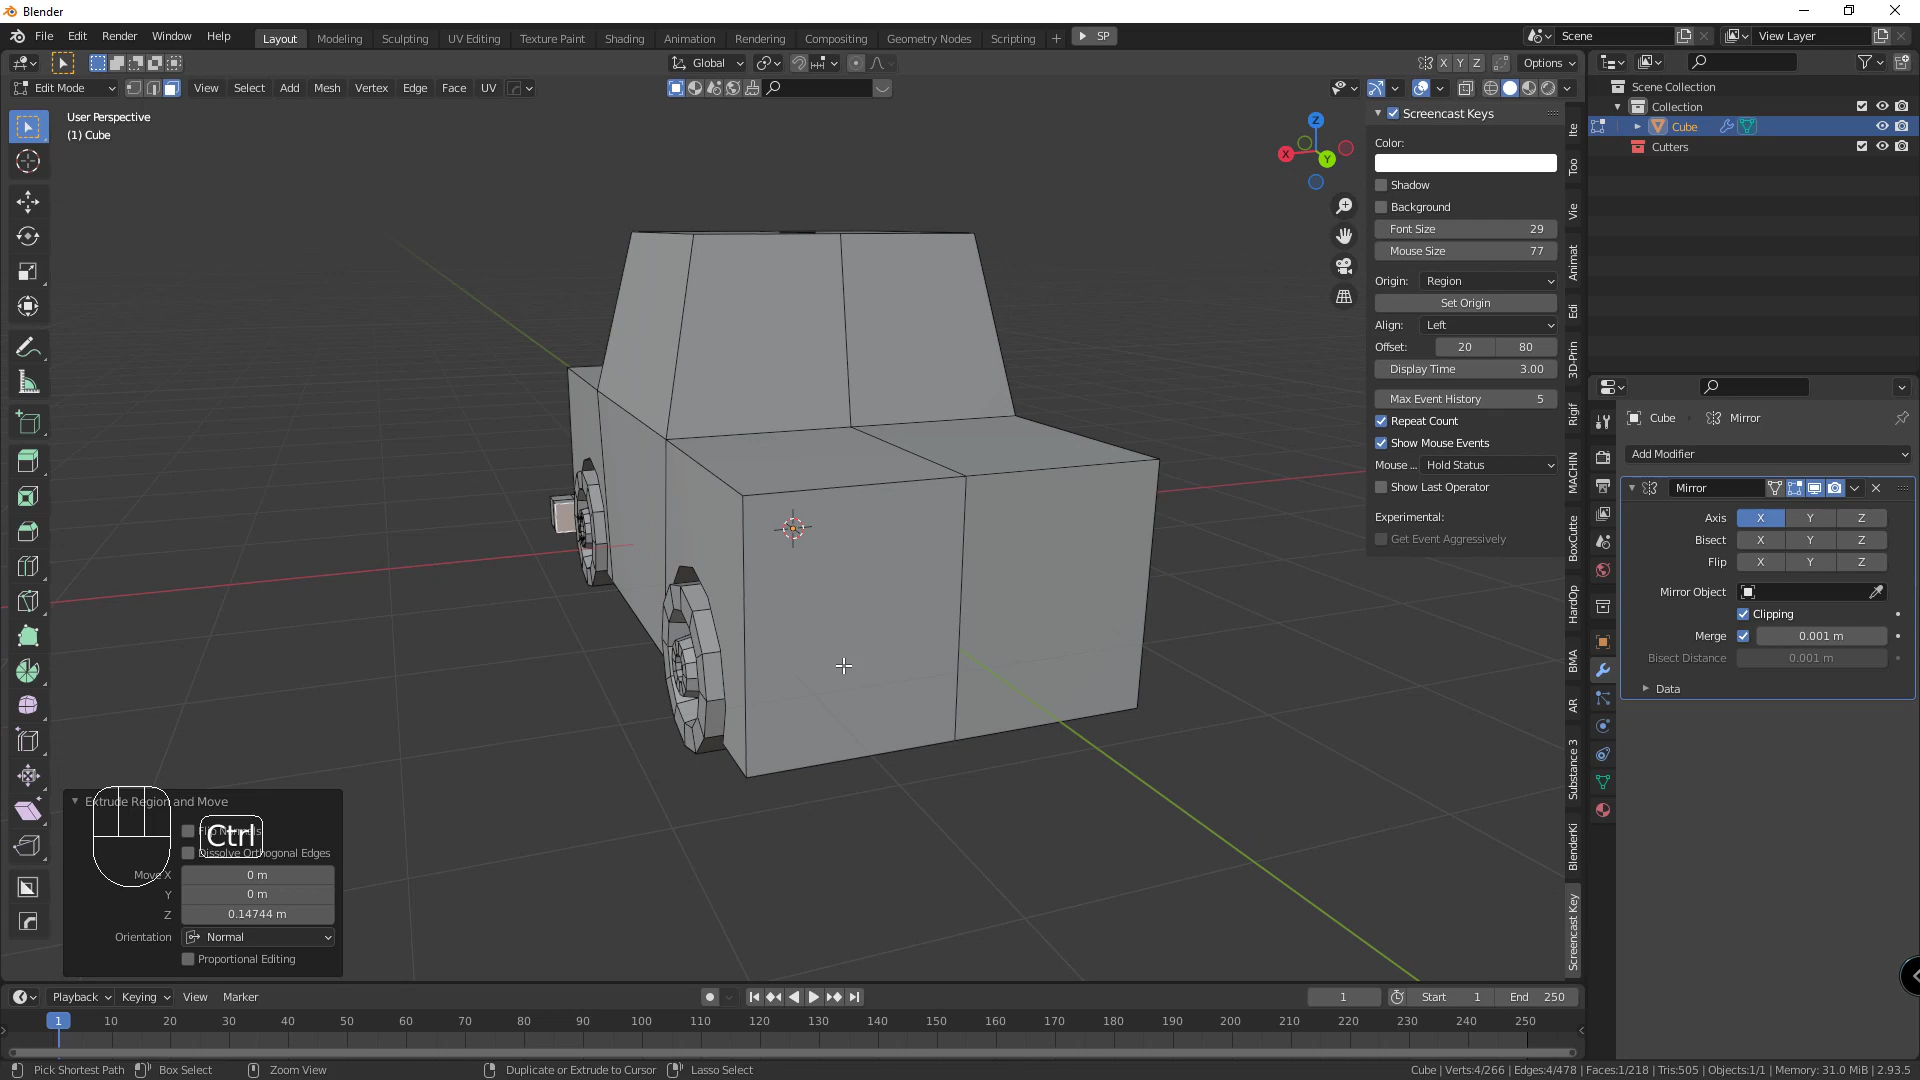 Blender
File Edit Render Window Help
Layout Modeling Sculpting UV Editing Texture Paint Shading Animation Rendering Compositing Geometry Nodes Scripting + SP
Scene View Layer
Global X Y Z Options
Edit Mode View Select Add Mesh Vertex Edge Face UV
User Perspective
(1) Cube
Z
X
Y
Screencast Keys
Color:
Shadow
Background
Font Size 29
Mouse Size 77
Origin: Region
Set Origin
Align: Left
Offset: 20 80
Display Time 3.00
Max Event History 5
Repeat Count
Show Mouse Events
Mouse ... Hold Status
Show Last Operator
Experimental:
Get Event Aggressively
Ite
Too
Vie
Animat
Edi
3D-Prin
Rigif
MACHIN
BoxCutte
HardOp
BMA
AR
Substance 3
BlenderKi
Screencast Key
Scene Collection
Collection
Cube
Cutters
Cube Mirror
Add Modifier
Mirror
Axis X Y Z
Bisect X Y Z
Flip X Y Z
Mirror Object
Clipping
Merge 0.001 m
Bisect Distance 0.001 m
Data
Extrude Region and Move
Ctrl
Dissolve Orthogonal Edges
Move X 0 m
Y 0 m
Z 0.14744 m
Orientation Normal
Proportional Editing
Playback Keying View Marker
1 Start 1 End 250
1 10 20 30 40 50 60 70 80 90 100 110 120 130 140 150 160 170 180 190 200 210 220 230 240 250
Pick Shortest Path Box Select Zoom View Duplicate or Extrude to Cursor Lasso Select
Cube | Verts:4/266 | Edges:4/478 | Faces:1/218 | Tris:505 | Objects:1/1 | Memory: 31.0 MiB | 2.93.5